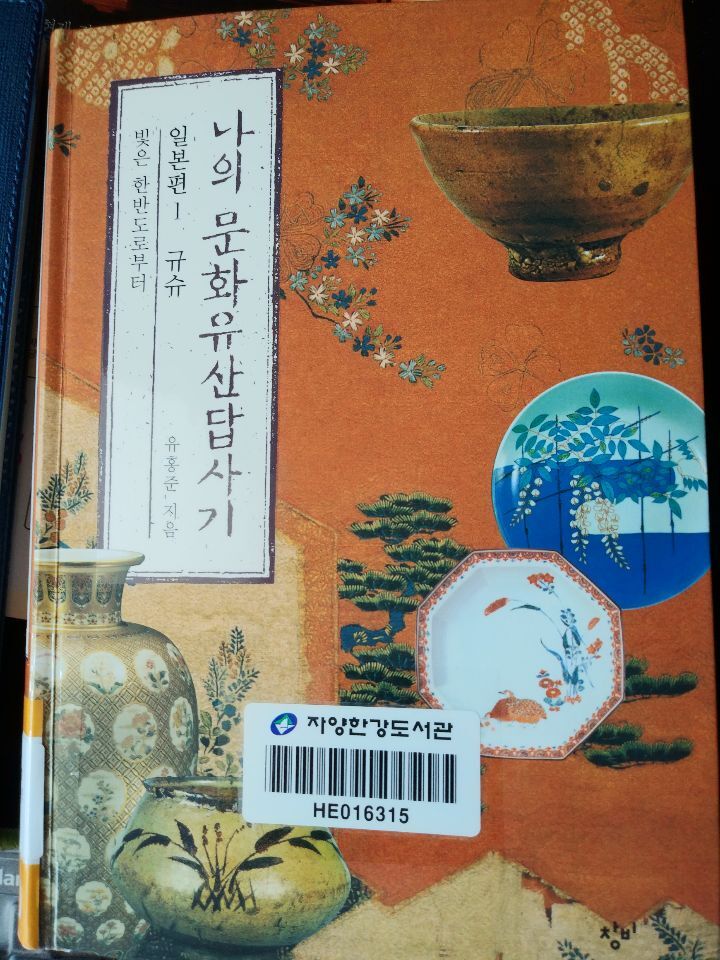 나의 문화유산답사기
일본편 1 규슈
빛은 한반도로부터
유홍준 지음
자양한강도서관
HE016315
창비